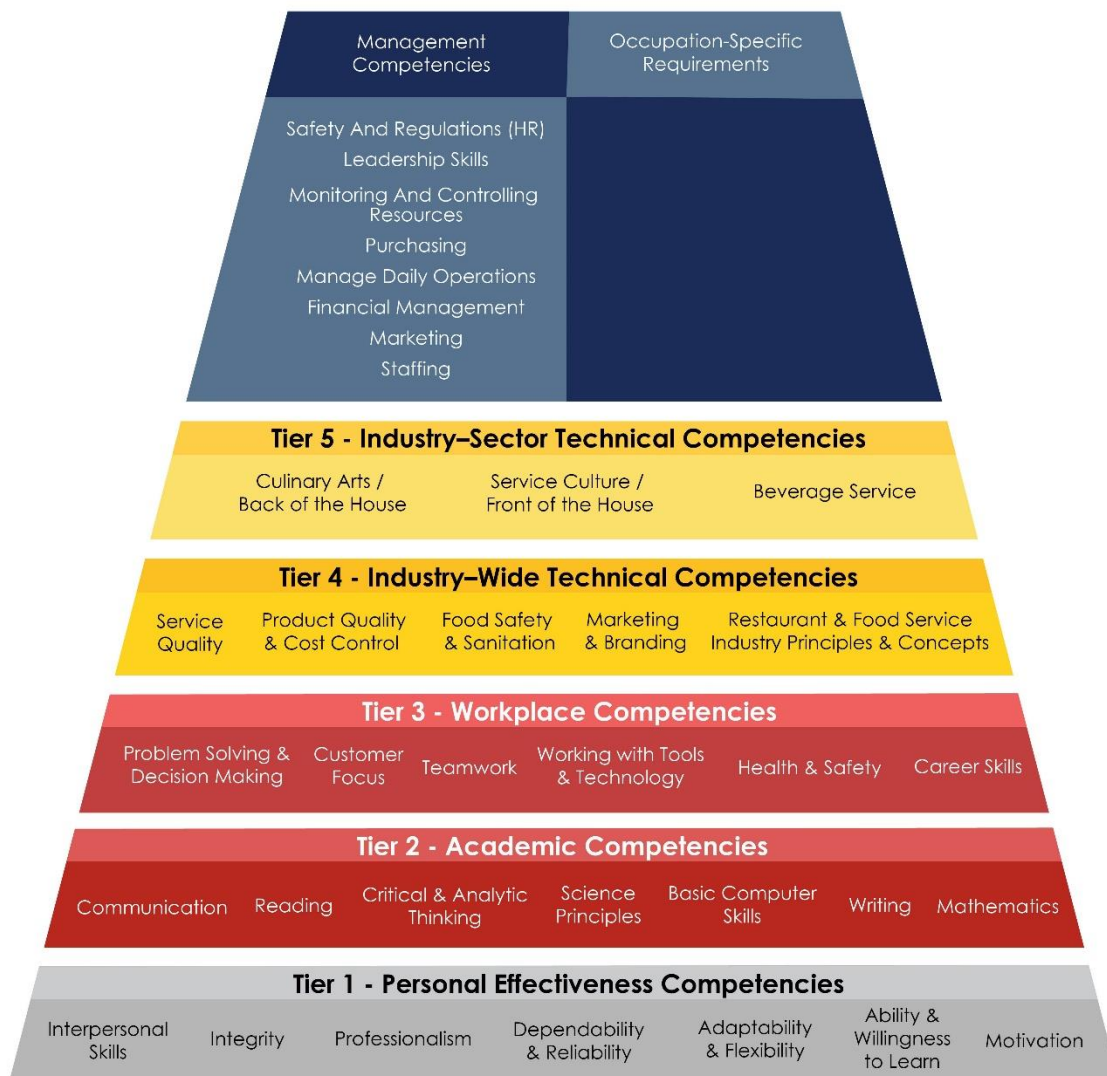 Management
Competencies
Occupation-Specific
Requirements
Safety And Regulations (HR)
Leadership Skills
Monitoring And Controlling
Resources
Purchasing
Manage Daily Operations
Financial Management
Marketing
Staffing
Tier 5 - Industry–Sector Technical Competencies
Culinary Arts /
Back of the House
Service Culture /
Front of the House
Beverage Service
Tier 4 - Industry–Wide Technical Competencies
Service
Quality
Product Quality
& Cost Control
Food Safety
& Sanitation
Marketing
& Branding
Restaurant & Food Service
Industry Principles & Concepts
Tier 3 - Workplace Competencies
Problem Solving &
Decision Making
Customer
Focus
Teamwork
Working with Tools
& Technology
Health & Safety
Career Skills
Tier 2 - Academic Competencies
Communication
Reading
Critical & Analytic
Thinking
Science
Principles
Basic Computer
Skills
Writing
Mathematics
Tier 1 - Personal Effectiveness Competencies
Interpersonal
Skills
Integrity
Professionalism
Dependability
& Reliability
Adaptability
& Flexibility
Ability &
Willingness
to Learn
Motivation